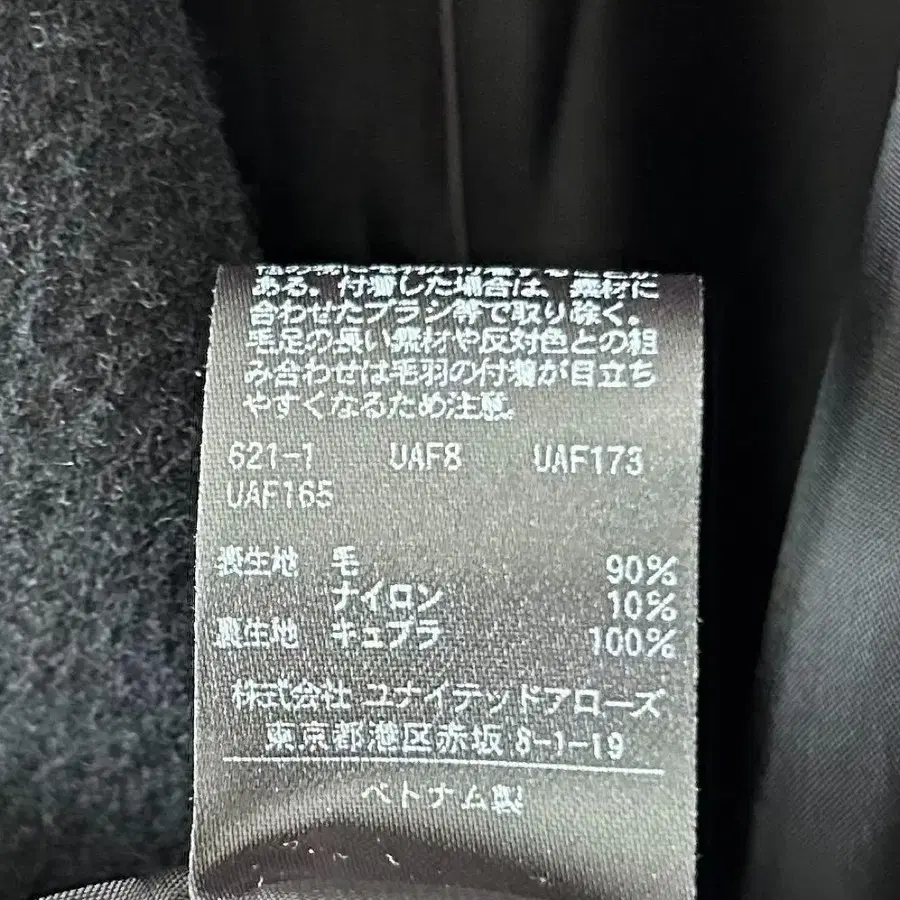 ある。付着した場合は、素材に
合わせたブラシ等で取り除く。
毛足の長い素材や反対色との組
み合わせは毛羽の付着が目立ち
やすくなるため注意。
621-1 UAF8 UAF173
UAF165
表生地 毛 90%
ナイロン 10%
裏生地 キュプラ 100%
株式会社 ユナイテッドアローズ
東京都港区赤坂 8-1-19
ベトナム製